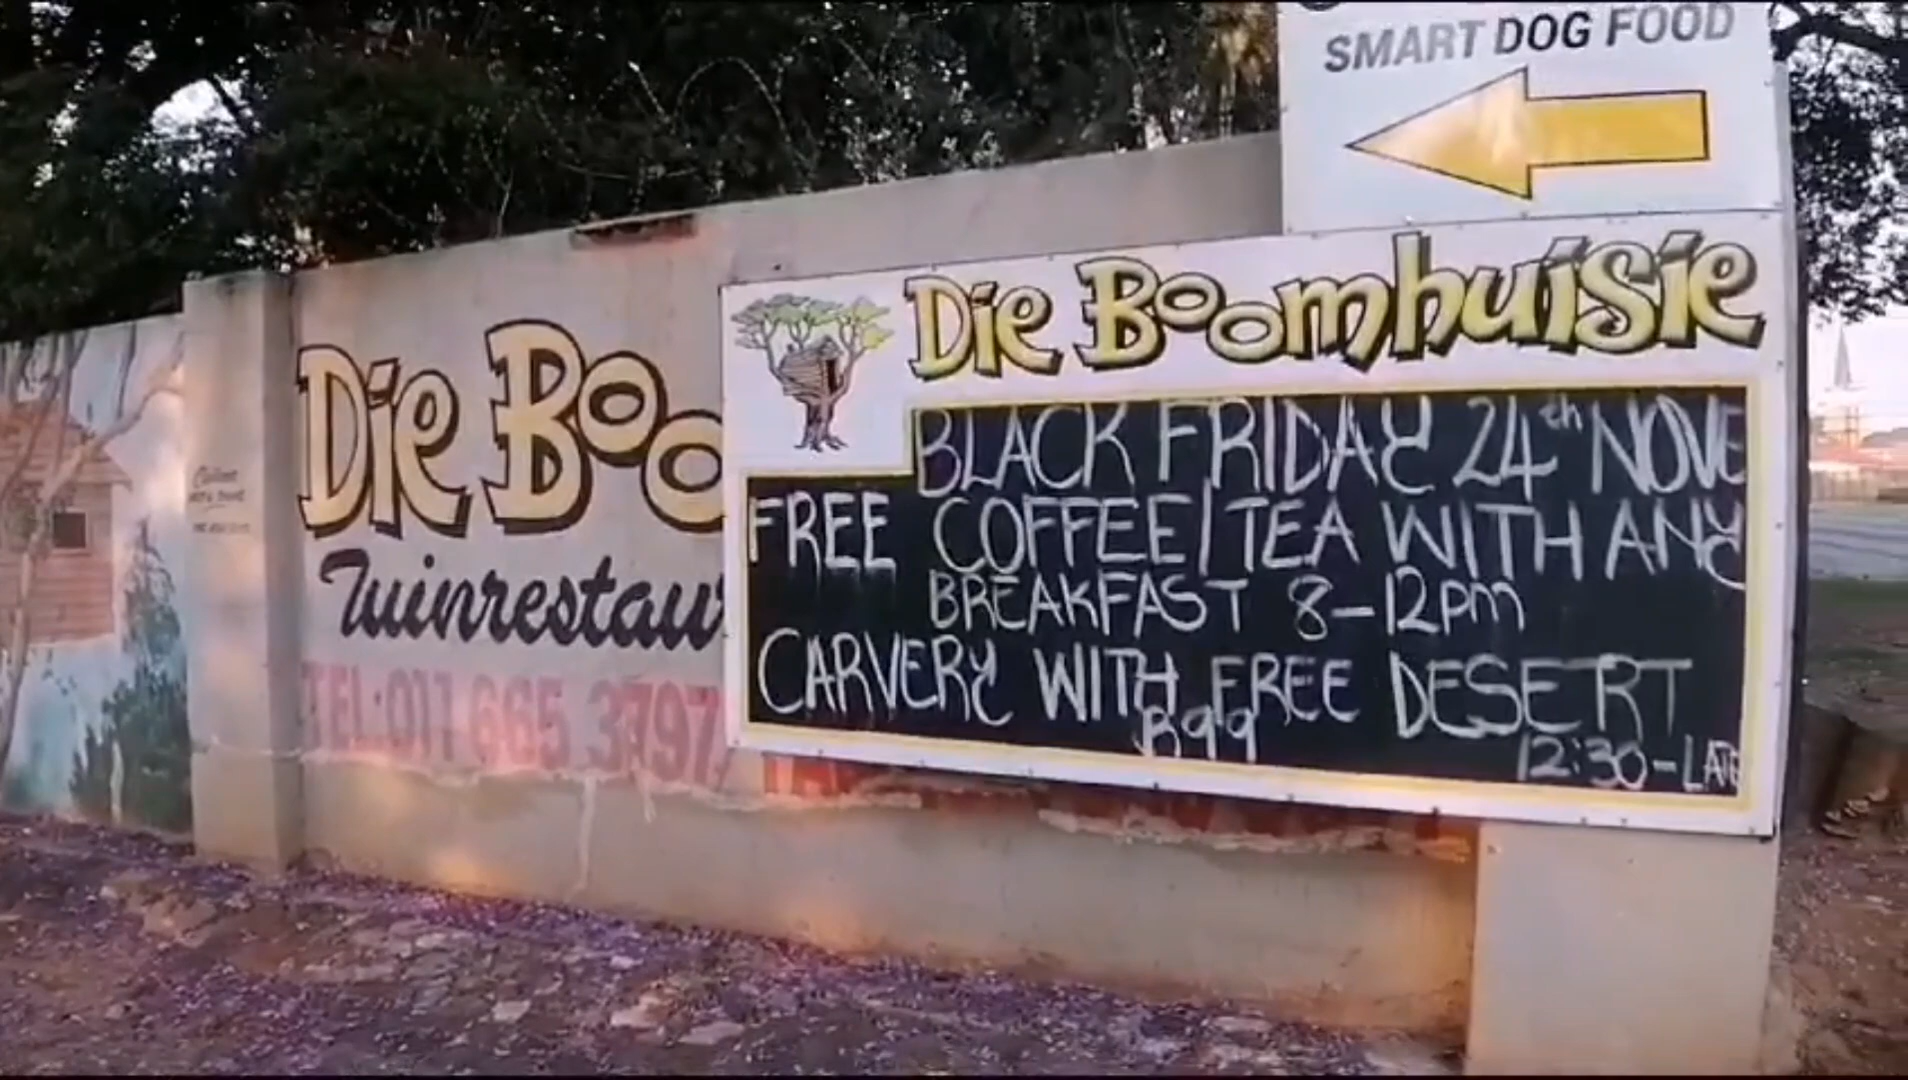 SMART DOG FOOD
Die Boomhuisie
BLACK FRIDAY 24th NOVE
FREE COFFEE/TEA WITH ANY
BREAKFAST 8-12pm
CARVERY WITH FREE DESERT
R99
12:30-LATE
Die Boo
Tuinrestau
TEL:011 665 3797